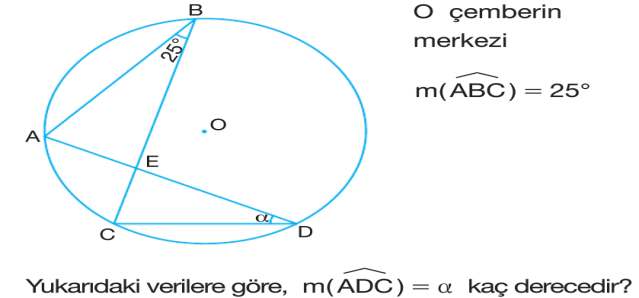 B
O çemberin
merkezi
25°
m(ABC) = 25°
O
A
E
α
C
D
Yukarıdaki verilere göre, m(ADC) = α kaç derecedir?